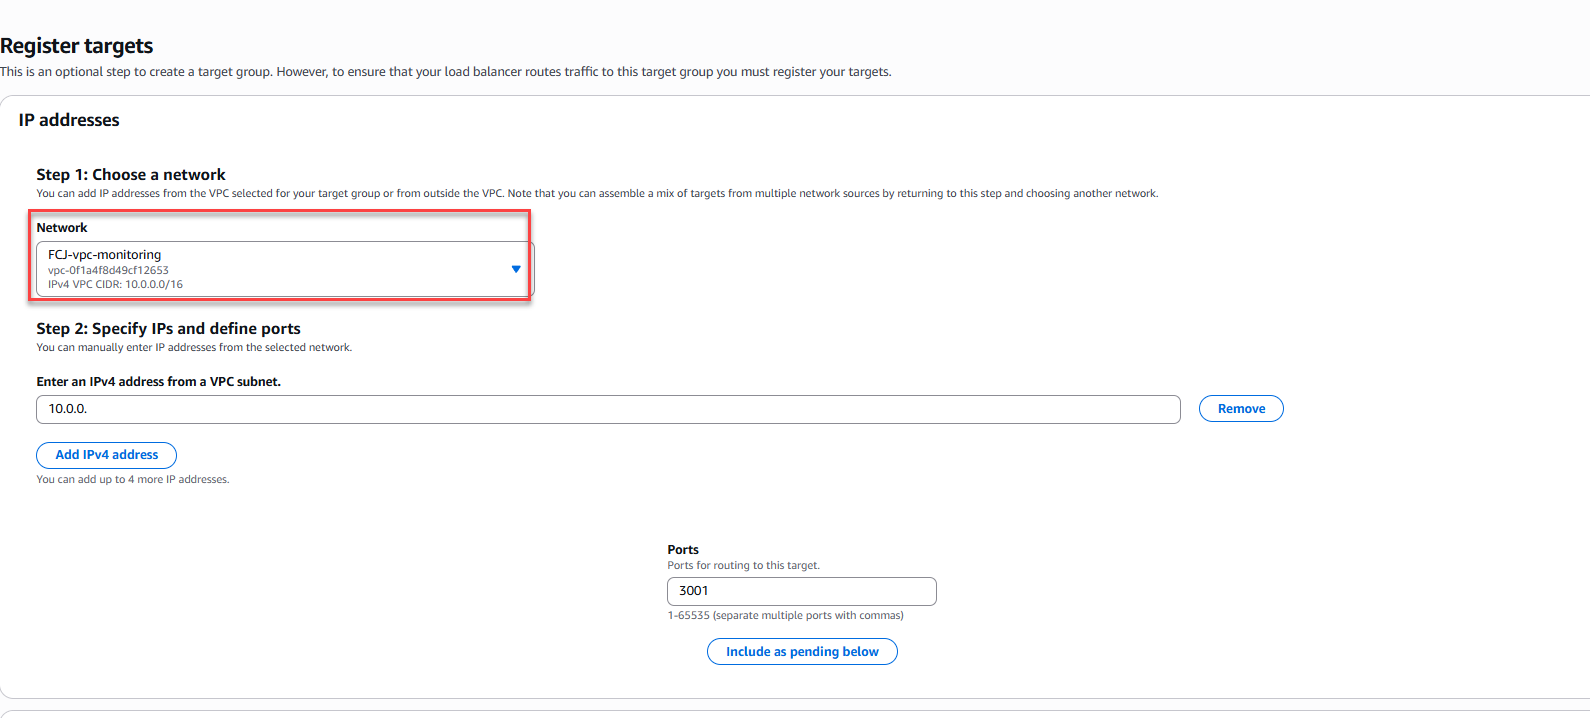 Register targets
This is an optional step to create a target group. However, to ensure that your load balancer routes traffic to this target group you must register your targets.
IP addresses
Step 1: Choose a network
You can add IP addresses from the VPC selected for your target group or from outside the VPC. Note that you can assemble a mix of targets from multiple network sources by returning to this step and choosing another network.
Network
FCJ-vpc-monitoring
vpc-0f1a4f8d49cf12653
IPv4 VPC CIDR: 10.0.0.0/16
Step 2: Specify IPs and define ports
You can manually enter IP addresses from the selected network.
Enter an IPv4 address from a VPC subnet.
10.0.0.
Remove
Add IPv4 address
You can add up to 4 more IP addresses.
Ports
Ports for routing to this target.
3001
1-65535 (separate multiple ports with commas)
Include as pending below